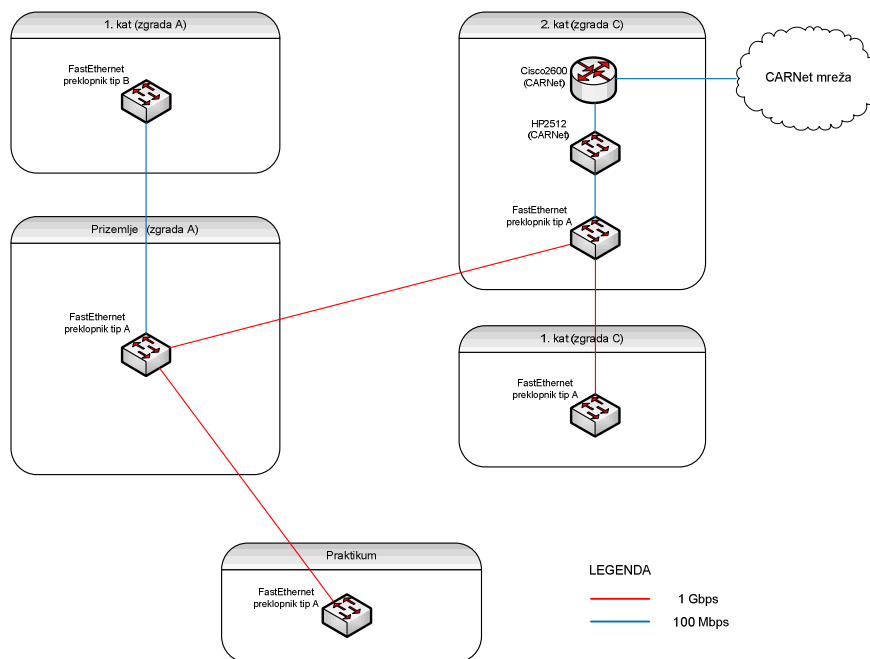 1. kat (zgrada A)
FastEthernet
preklopnik tip B
2. kat (zgrada C)
Cisco2600
(CARNet)
CARNet mreža
HP2512
(CARNet)
FastEthernet
preklopnik tip A
Prizemlje (zgrada A)
FastEthernet
preklopnik tip A
1. kat (zgrada C)
FastEthernet
preklopnik tip A
Praktikum
FastEthernet
preklopnik tip A
LEGENDA
1 Gbps
100 Mbps